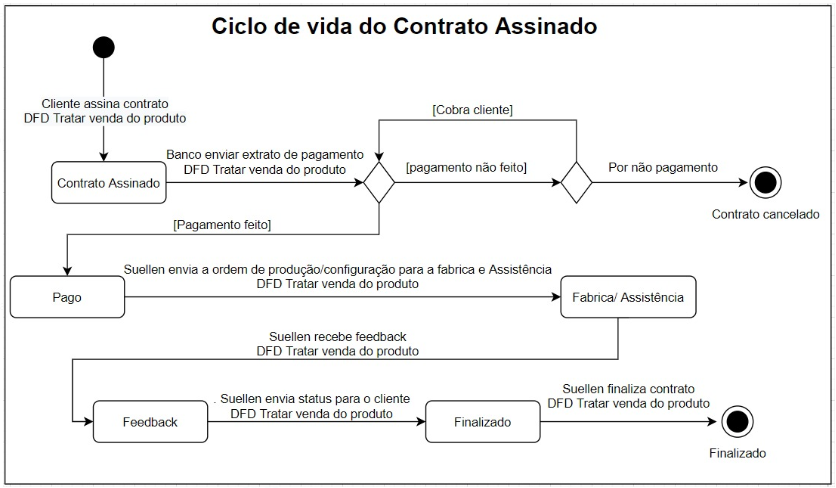 Ciclo de vida do Contrato Assinado
Cliente assina contrato
DFD Tratar venda do produto
[Cobra cliente]
Contrato Assinado
Banco enviar extrato de pagamento
DFD Tratar venda do produto
[pagamento não feito]
Por não pagamento
Contrato cancelado
[Pagamento feito]
Pago
Suellen envia a ordem de produção/configuração para a fabrica e Assistência
DFD Tratar venda do produto
Fabrica/ Assistência
Suellen recebe feedback
DFD Tratar venda do produto
Feedback
. Suellen envia status para o cliente
DFD Tratar venda do produto
Finalizado
Suellen finaliza contrato
DFD Tratar venda do produto
Finalizado